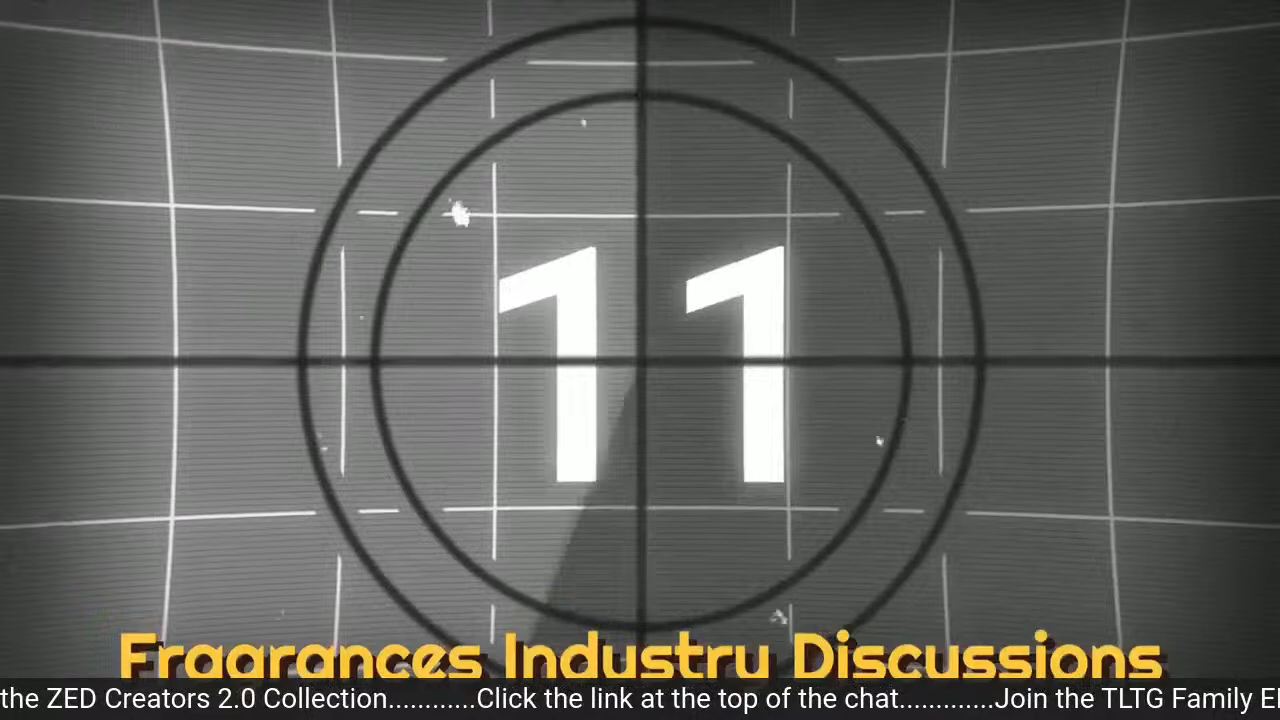 11
Fragrances Industry Discussions
the ZED Creators 2.0 Collection............Click the link at the top of the chat.............Join the TLTG Family